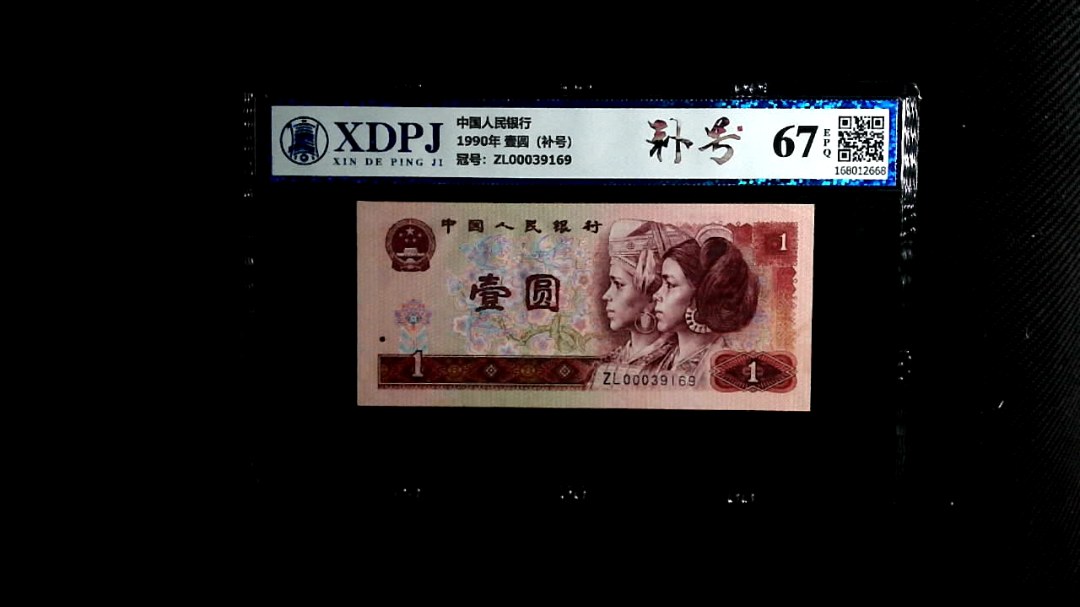 XDPJ
XIN DE PING JI
中国人民银行
1990年 壹圆（补号）
冠号：ZL00039169
补号
67
EPQ
168012668
中国人民银行
1
壹圆
1
ZL00039169
1